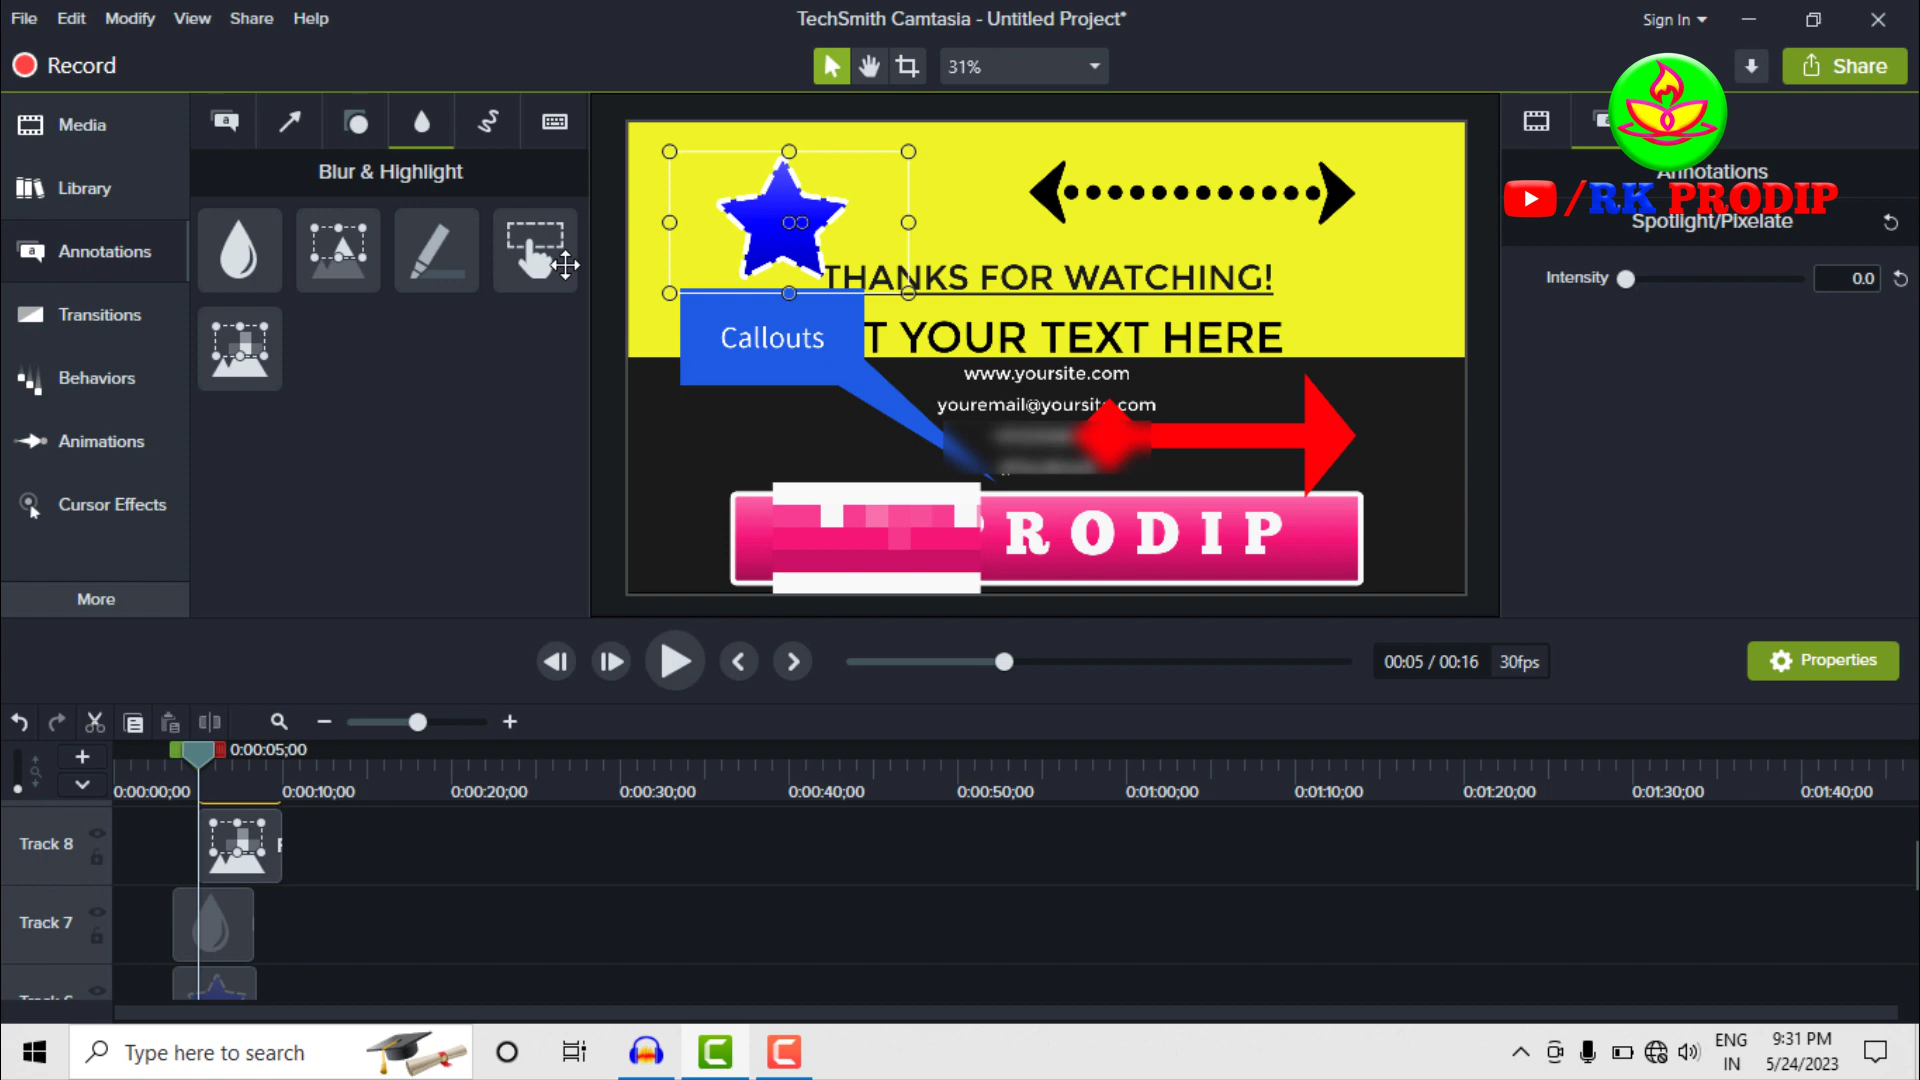 File Edit Modify View Share Help
TechSmith Camtasia - Untitled Project*
Sign In
Record
31%
Share
Media
Library
Annotations
Transitions
Behaviors
Animations
Cursor Effects
More
Blur & Highlight
THANKS FOR WATCHING!
T YOUR TEXT HERE
Callouts
www.yoursite.com
youremail@yoursite.com
PRODIP
Annotations
/RK PRODIP
Spotlight/Pixelate
Intensity 0.0
00:05 / 00:16 30fps
Properties
0:00:05;00
0:00:00;00 0:00:10;00 0:00:20;00 0:00:30;00 0:00:40;00 0:00:50;00 0:01:00;00 0:01:10;00 0:01:20;00 0:01:30;00 0:01:40;00
Track 8
Track 7
Type here to search
ENG
IN
9:31 PM
5/24/2023